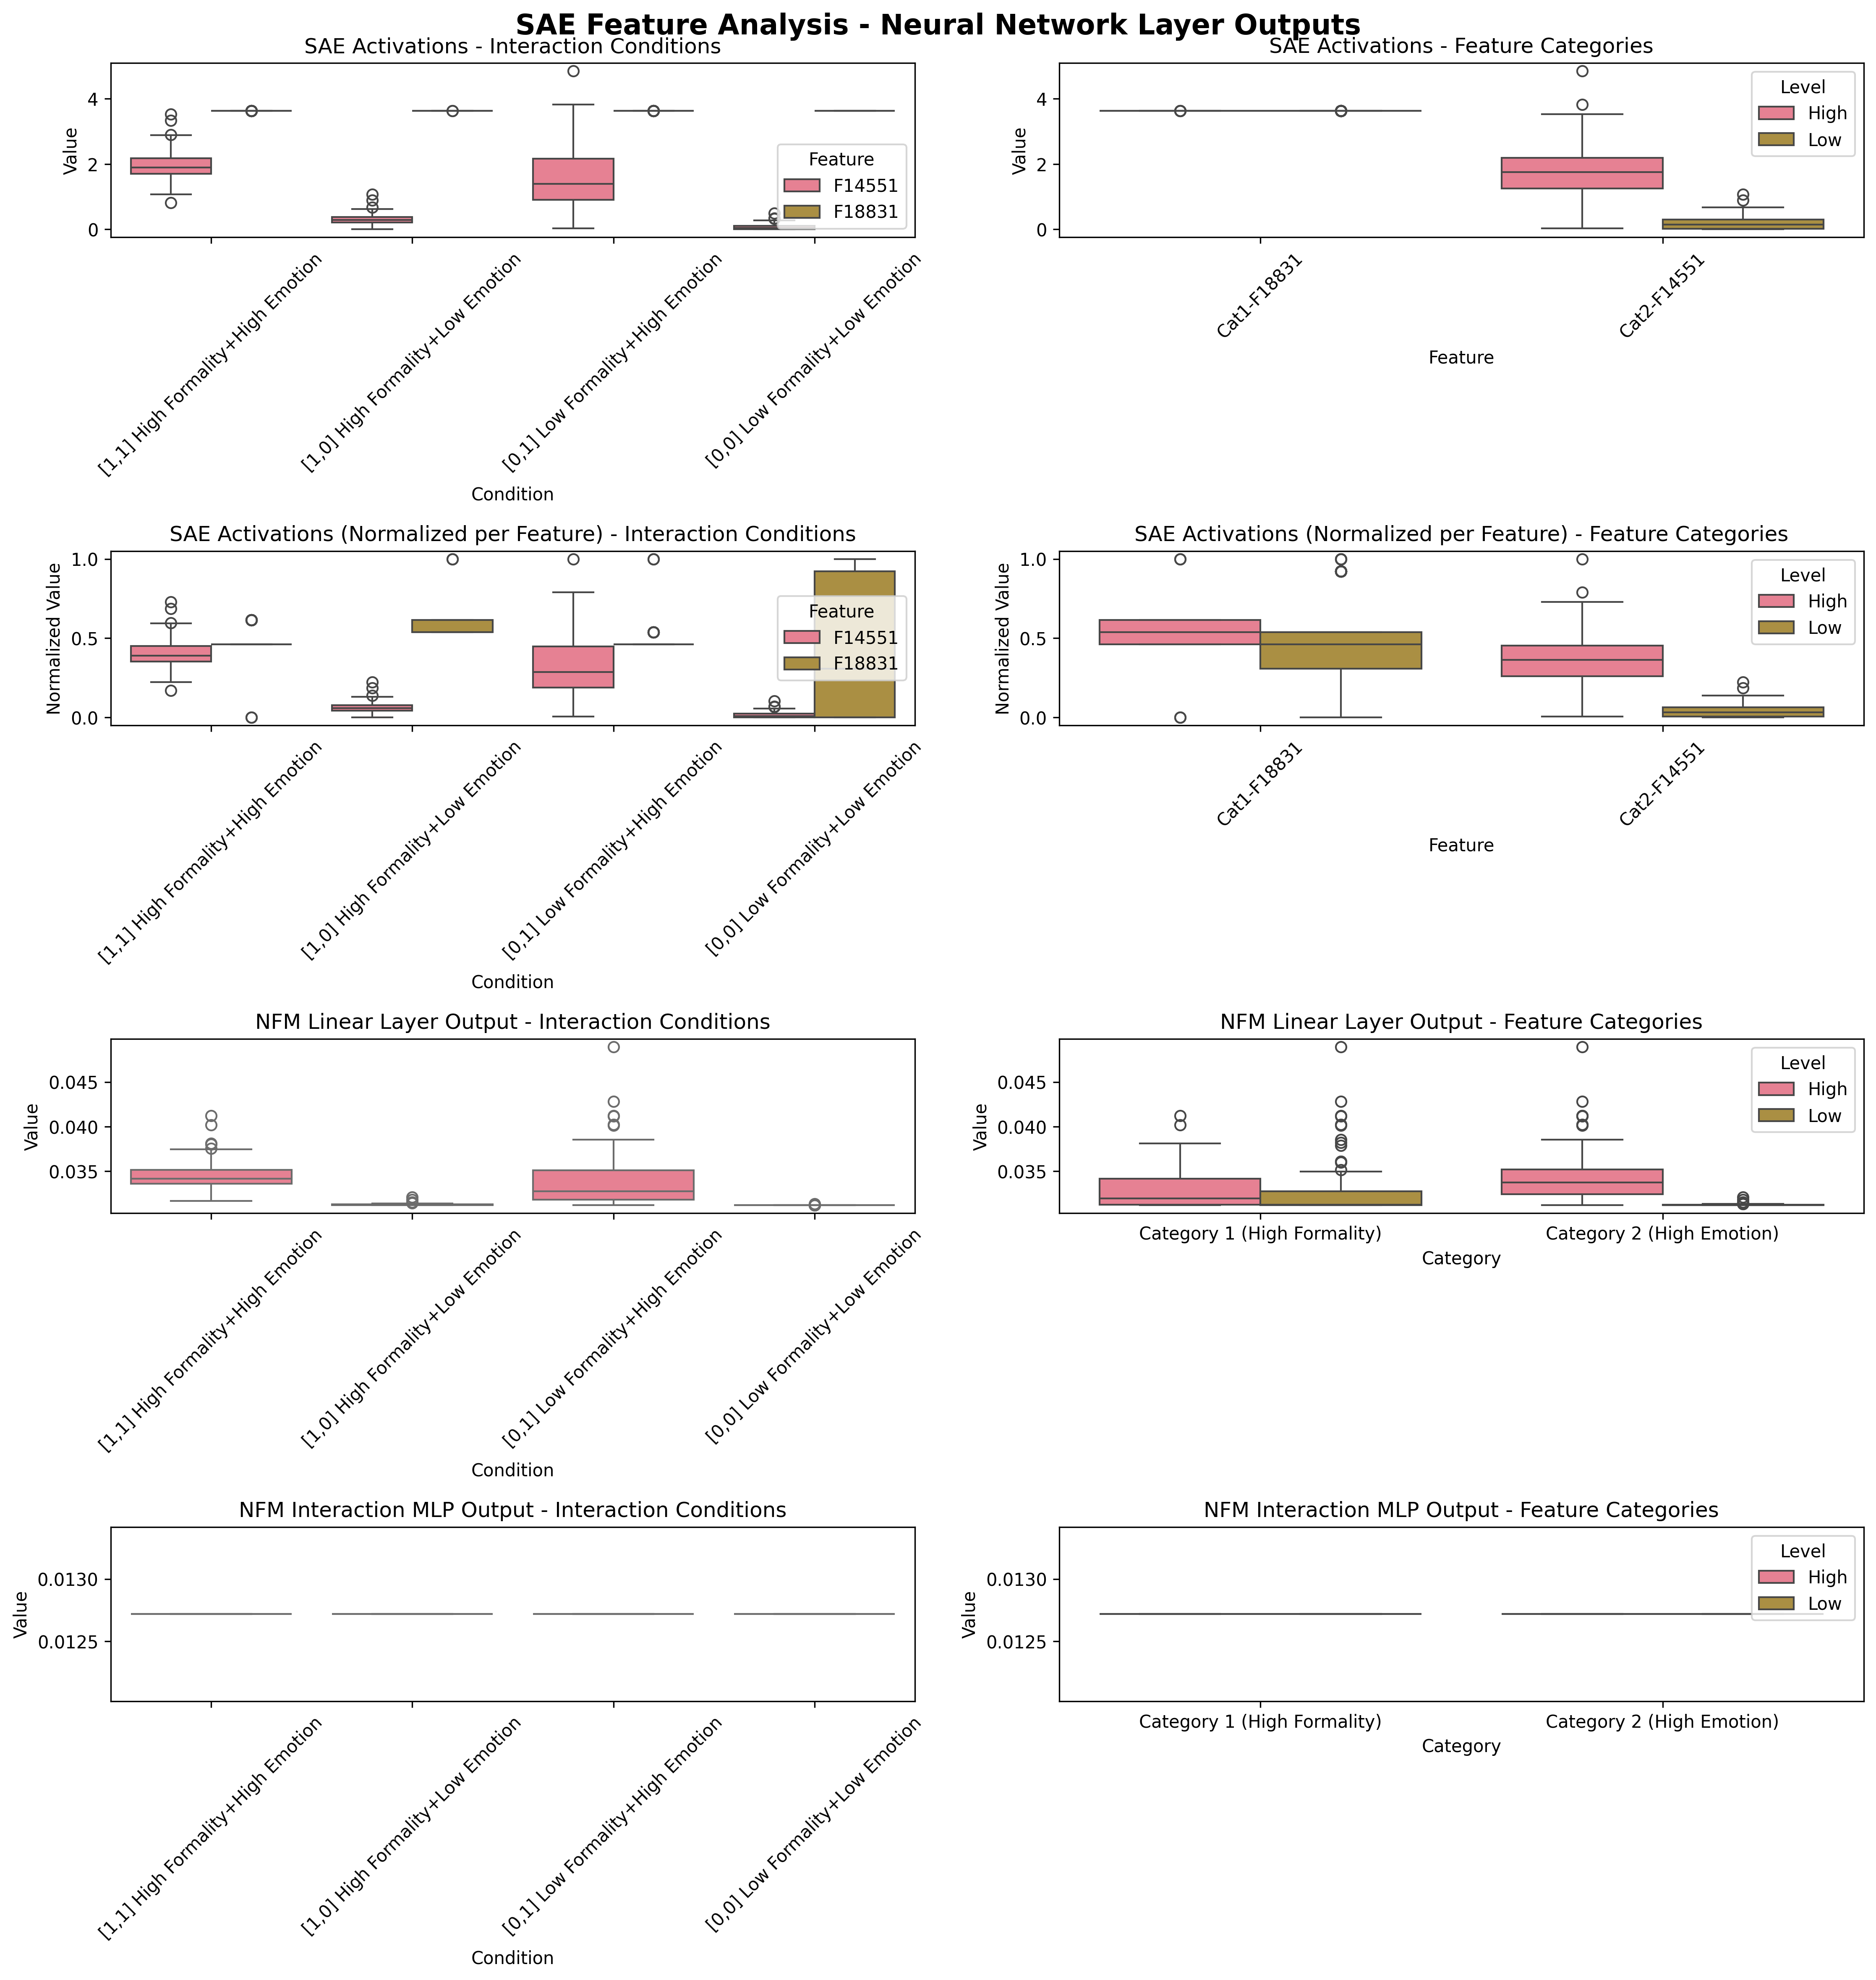 SAE Feature Analysis - Neural Network Layer Outputs
SAE Activations - Interaction Conditions
Value
4
2
0
Feature
F14551
F18831
[1,1] High Formality+High Emotion
[1,0] High Formality+Low Emotion
[0,1] Low Formality+High Emotion
[0,0] Low Formality+Low Emotion
Condition
SAE Activations - Feature Categories
Value
4
2
0
Level
High
Low
Cat1-F18831
Cat2-F14551
Feature
SAE Activations (Normalized per Feature) - Interaction Conditions
Normalized Value
1.0
0.5
0.0
Feature
F14551
F18831
[1,1] High Formality+High Emotion
[1,0] High Formality+Low Emotion
[0,1] Low Formality+High Emotion
[0,0] Low Formality+Low Emotion
Condition
SAE Activations (Normalized per Feature) - Feature Categories
Normalized Value
1.0
0.5
0.0
Level
High
Low
Cat1-F18831
Cat2-F14551
Feature
NFM Linear Layer Output - Interaction Conditions
Value
0.045
0.040
0.035
[1,1] High Formality+High Emotion
[1,0] High Formality+Low Emotion
[0,1] Low Formality+High Emotion
[0,0] Low Formality+Low Emotion
Condition
NFM Linear Layer Output - Feature Categories
Value
0.045
0.040
0.035
Level
High
Low
Category 1 (High Formality)
Category 2 (High Emotion)
Category
NFM Interaction MLP Output - Interaction Conditions
Value
0.0130
0.0125
[1,1] High Formality+High Emotion
[1,0] High Formality+Low Emotion
[0,1] Low Formality+High Emotion
[0,0] Low Formality+Low Emotion
Condition
NFM Interaction MLP Output - Feature Categories
Value
0.0130
0.0125
Level
High
Low
Category 1 (High Formality)
Category 2 (High Emotion)
Category